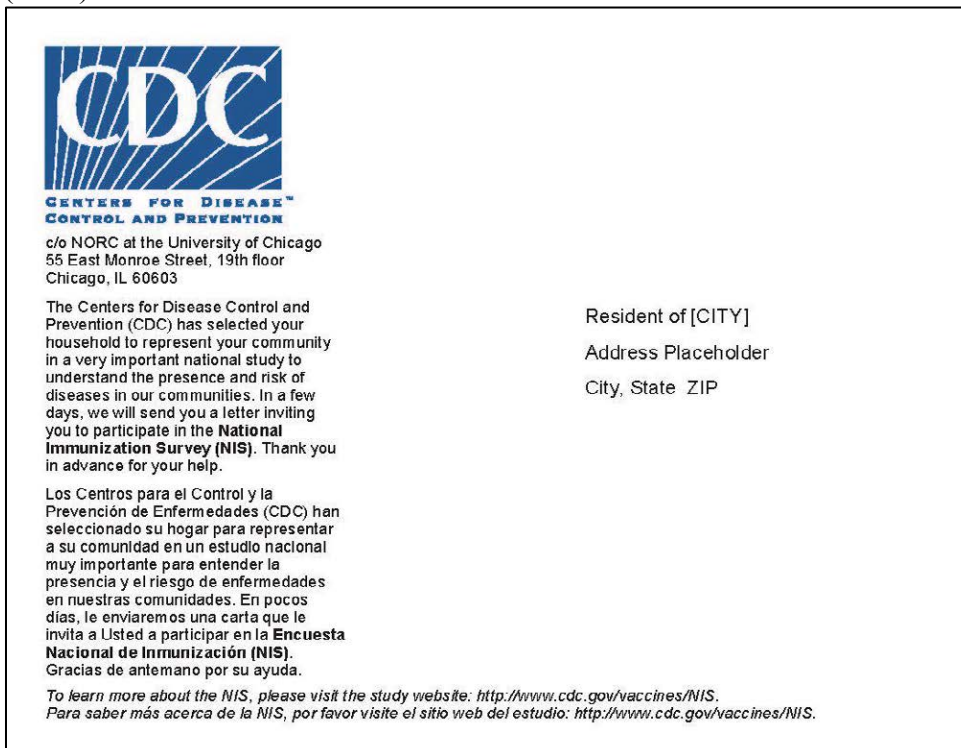 CDC
CENTERS FOR DISEASE™
CONTROL AND PREVENTION
c/o NORC at the University of Chicago
55 East Monroe Street, 19th floor
Chicago, IL 60603
The Centers for Disease Control and
Prevention (CDC) has selected your
household to represent your community
in a very important national study to
understand the presence and risk of
diseases in our communities. In a few
days, we will send you a letter inviting
you to participate in the National
Immunization Survey (NIS). Thank you
in advance for your help.
Los Centros para el Control y la
Prevención de Enfermedades (CDC) han
seleccionado su hogar para representar
a su comunidad en un estudio nacional
muy importante para entender la
presencia y el riesgo de enfermedades
en nuestras comunidades. En pocos
días, le enviaremos una carta que le
invita a Usted a participar en la Encuesta
Nacional de Inmunización (NIS).
Gracias de antemano por su ayuda.
Resident of [CITY]
Address Placeholder
City, State ZIP
To learn more about the NIS, please visit the study website: http://www.cdc.gov/vaccines/NIS.
Para saber más acerca de la NIS, por favor visite el sitio web del estudio: http://www.cdc.gov/vaccines/NIS.